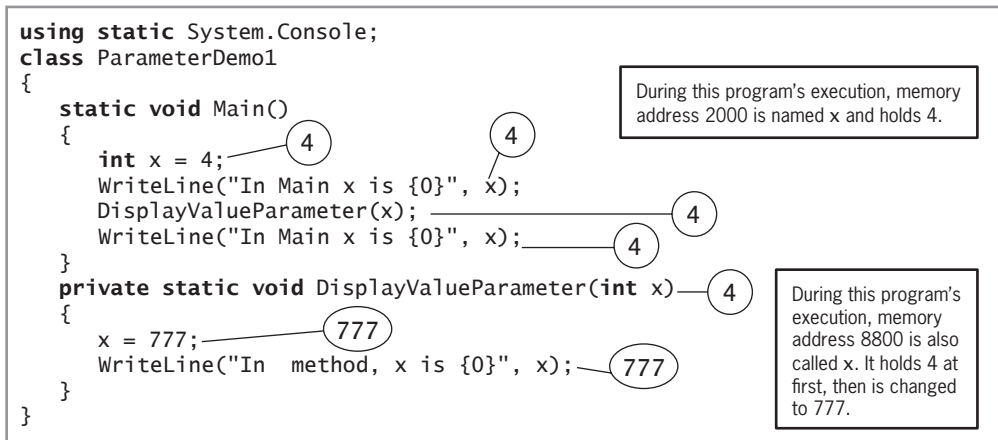 using static System.Console;
class ParameterDemo1
{
static void Main()
{
int x = 4;
4
WriteLine("In Main x is {0}", x);
4
DisplayValueParameter(x);
4
WriteLine("In Main x is {0}", x);
4
}
private static void DisplayValueParameter(int x)
4
{
x = 777;
777
WriteLine("In  method, x is {0}", x);
777
}
}
During this program's execution, memory
address 2000 is named x and holds 4.
During this program's
execution, memory
address 8800 is also
called x. It holds 4 at
first, then is changed
to 777.